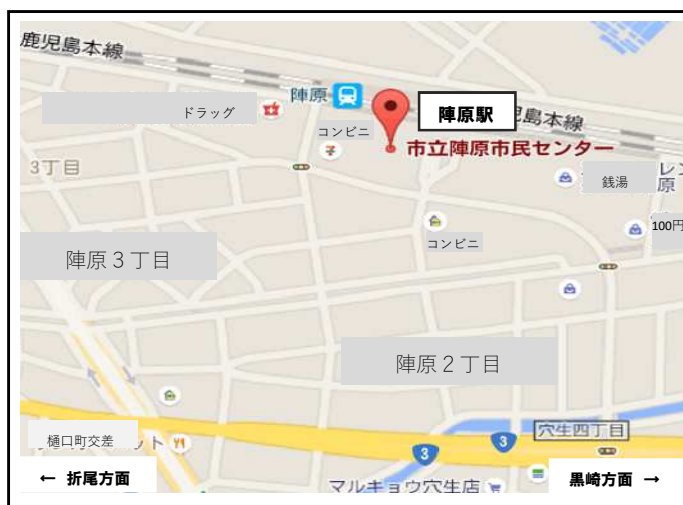 鹿児島本線
ドラッグ
陣原
陣原駅
児島本線
コンビニ
市立陣原市民センター
3丁目
銭湯
レン
原
100円
コンビニ
陣原３丁目
陣原２丁目
樋口町交差
ット
穴生四丁目
3
3
← 折尾方面
マルキョウ穴生店
黒崎方面 →